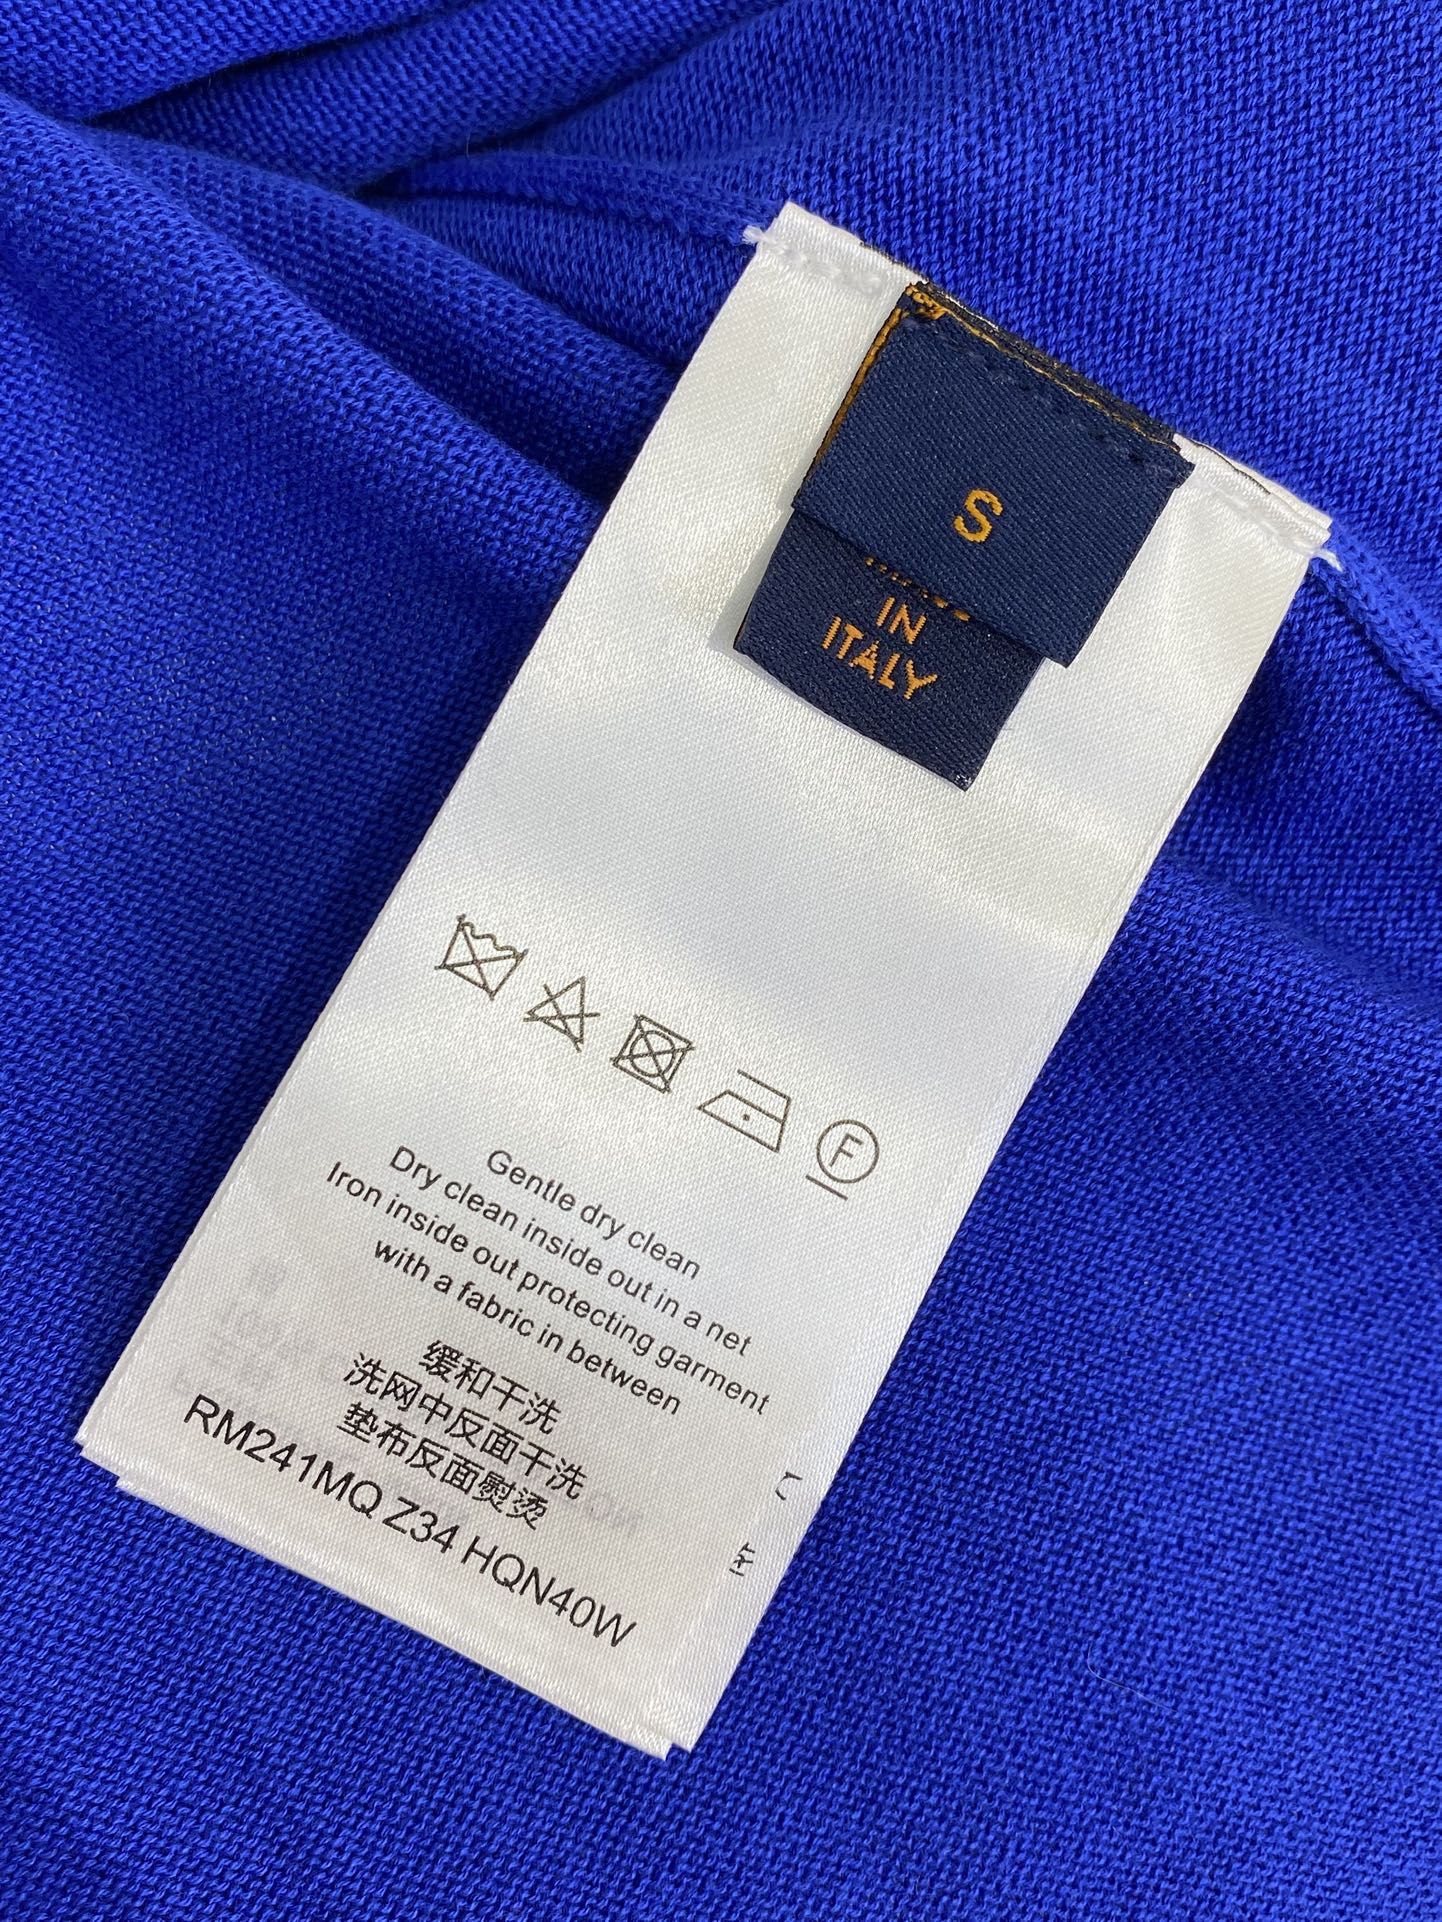 S
IN
ITALY
F
Gentle dry clean
Dry clean inside out in a net
Iron inside out protecting garment
with a fabric in between
缓和干洗
洗网中反面干洗
垫布反面熨烫
RM241MQ Z34 HQN40W